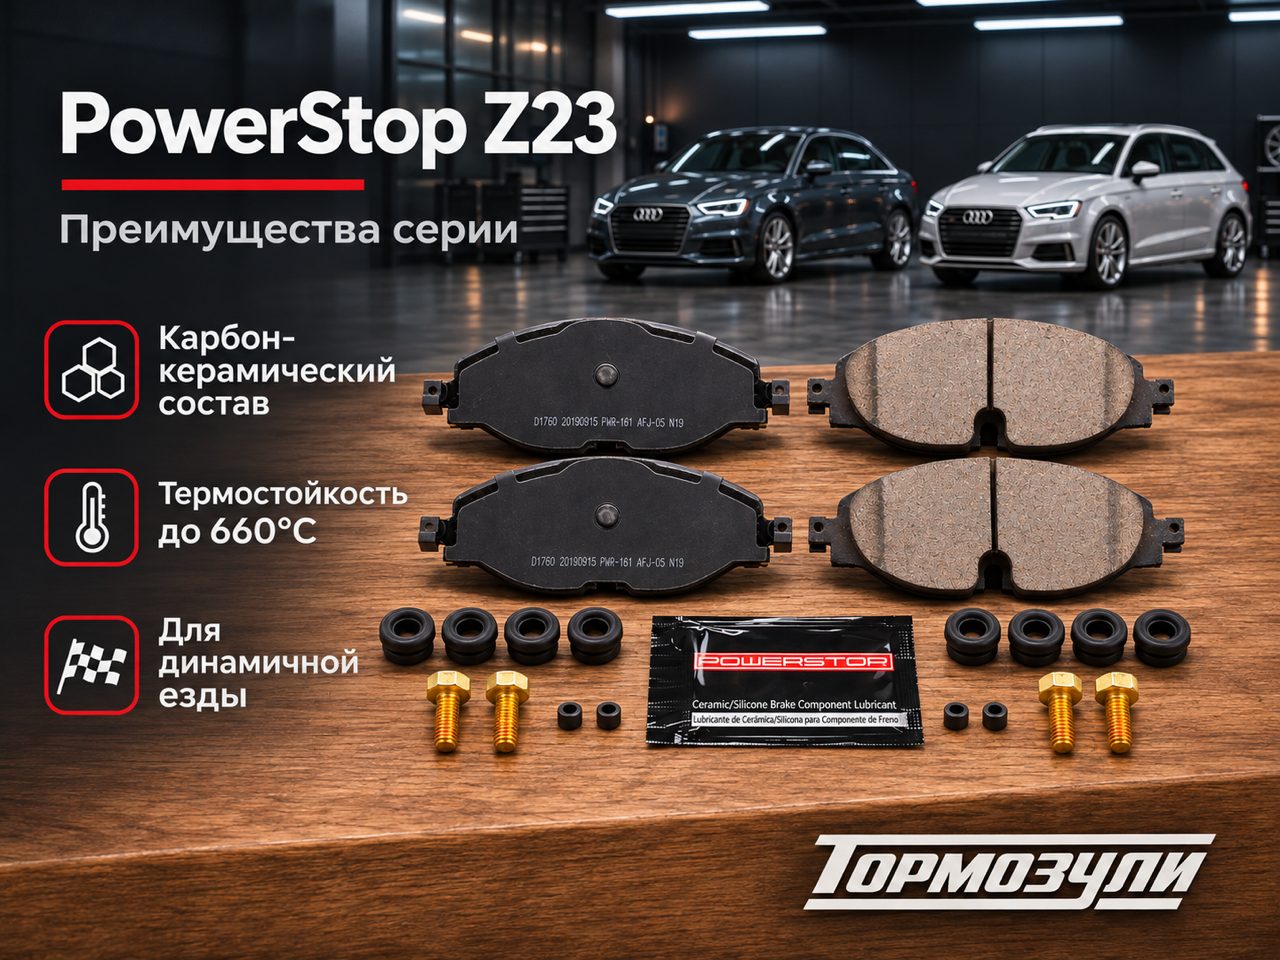 PowerStop Z23
Преимущества серии
Карбон-
керамический
состав
Термостойкость
до 660°C
Для
динамичной
езды
D1760 20190915 PWR-161 AFJ-05 N19
D1760 20190915 PWR-161 AFJ-05 N19
POWERSTOR
Ceramic/Silicone Brake Component Lubricant
Lubricante de Cerámica/Silicona para Componente de Freno
ТОРМОЗУЛИ